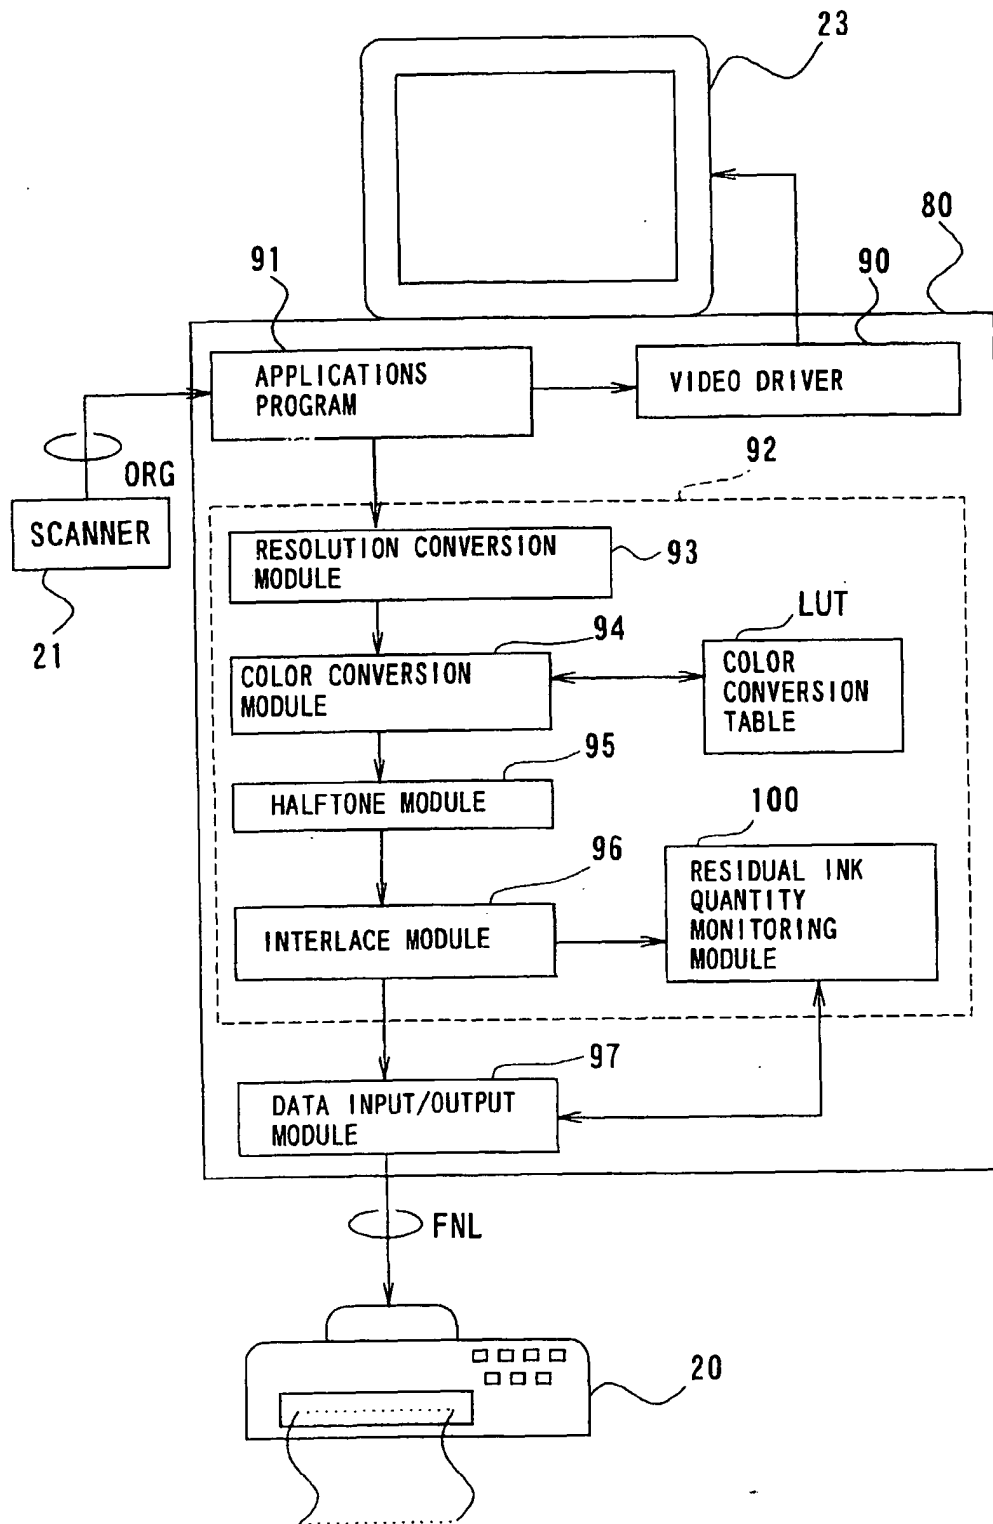 23
80
91
90
APPLICATIONS
PROGRAM
VIDEO DRIVER
ORG
92
SCANNER
21
RESOLUTION CONVERSION
MODULE
93
94
LUT
COLOR CONVERSION
MODULE
COLOR
CONVERSION
TABLE
95
HALFTONE MODULE
100
96
RESIDUAL INK
QUANTITY
MONITORING
MODULE
INTERLACE MODULE
97
DATA INPUT/OUTPUT
MODULE
FNL
20